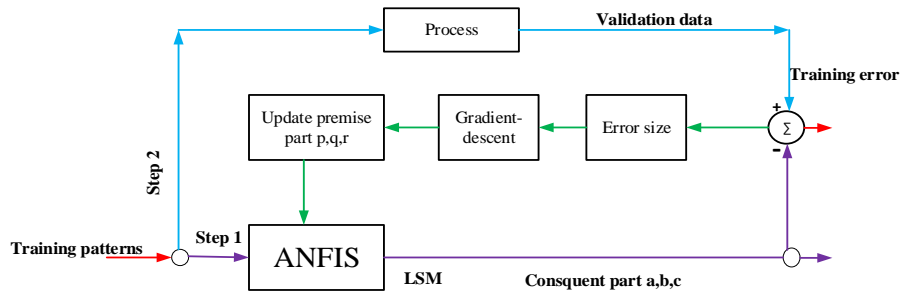 Process
Validation data
Training error
+
Update premise
part p,q,r
Gradient-
descent
Error size
Σ
-
Step 2
Step 1
Training patterns
ANFIS
LSM
Consquent part a,b,c